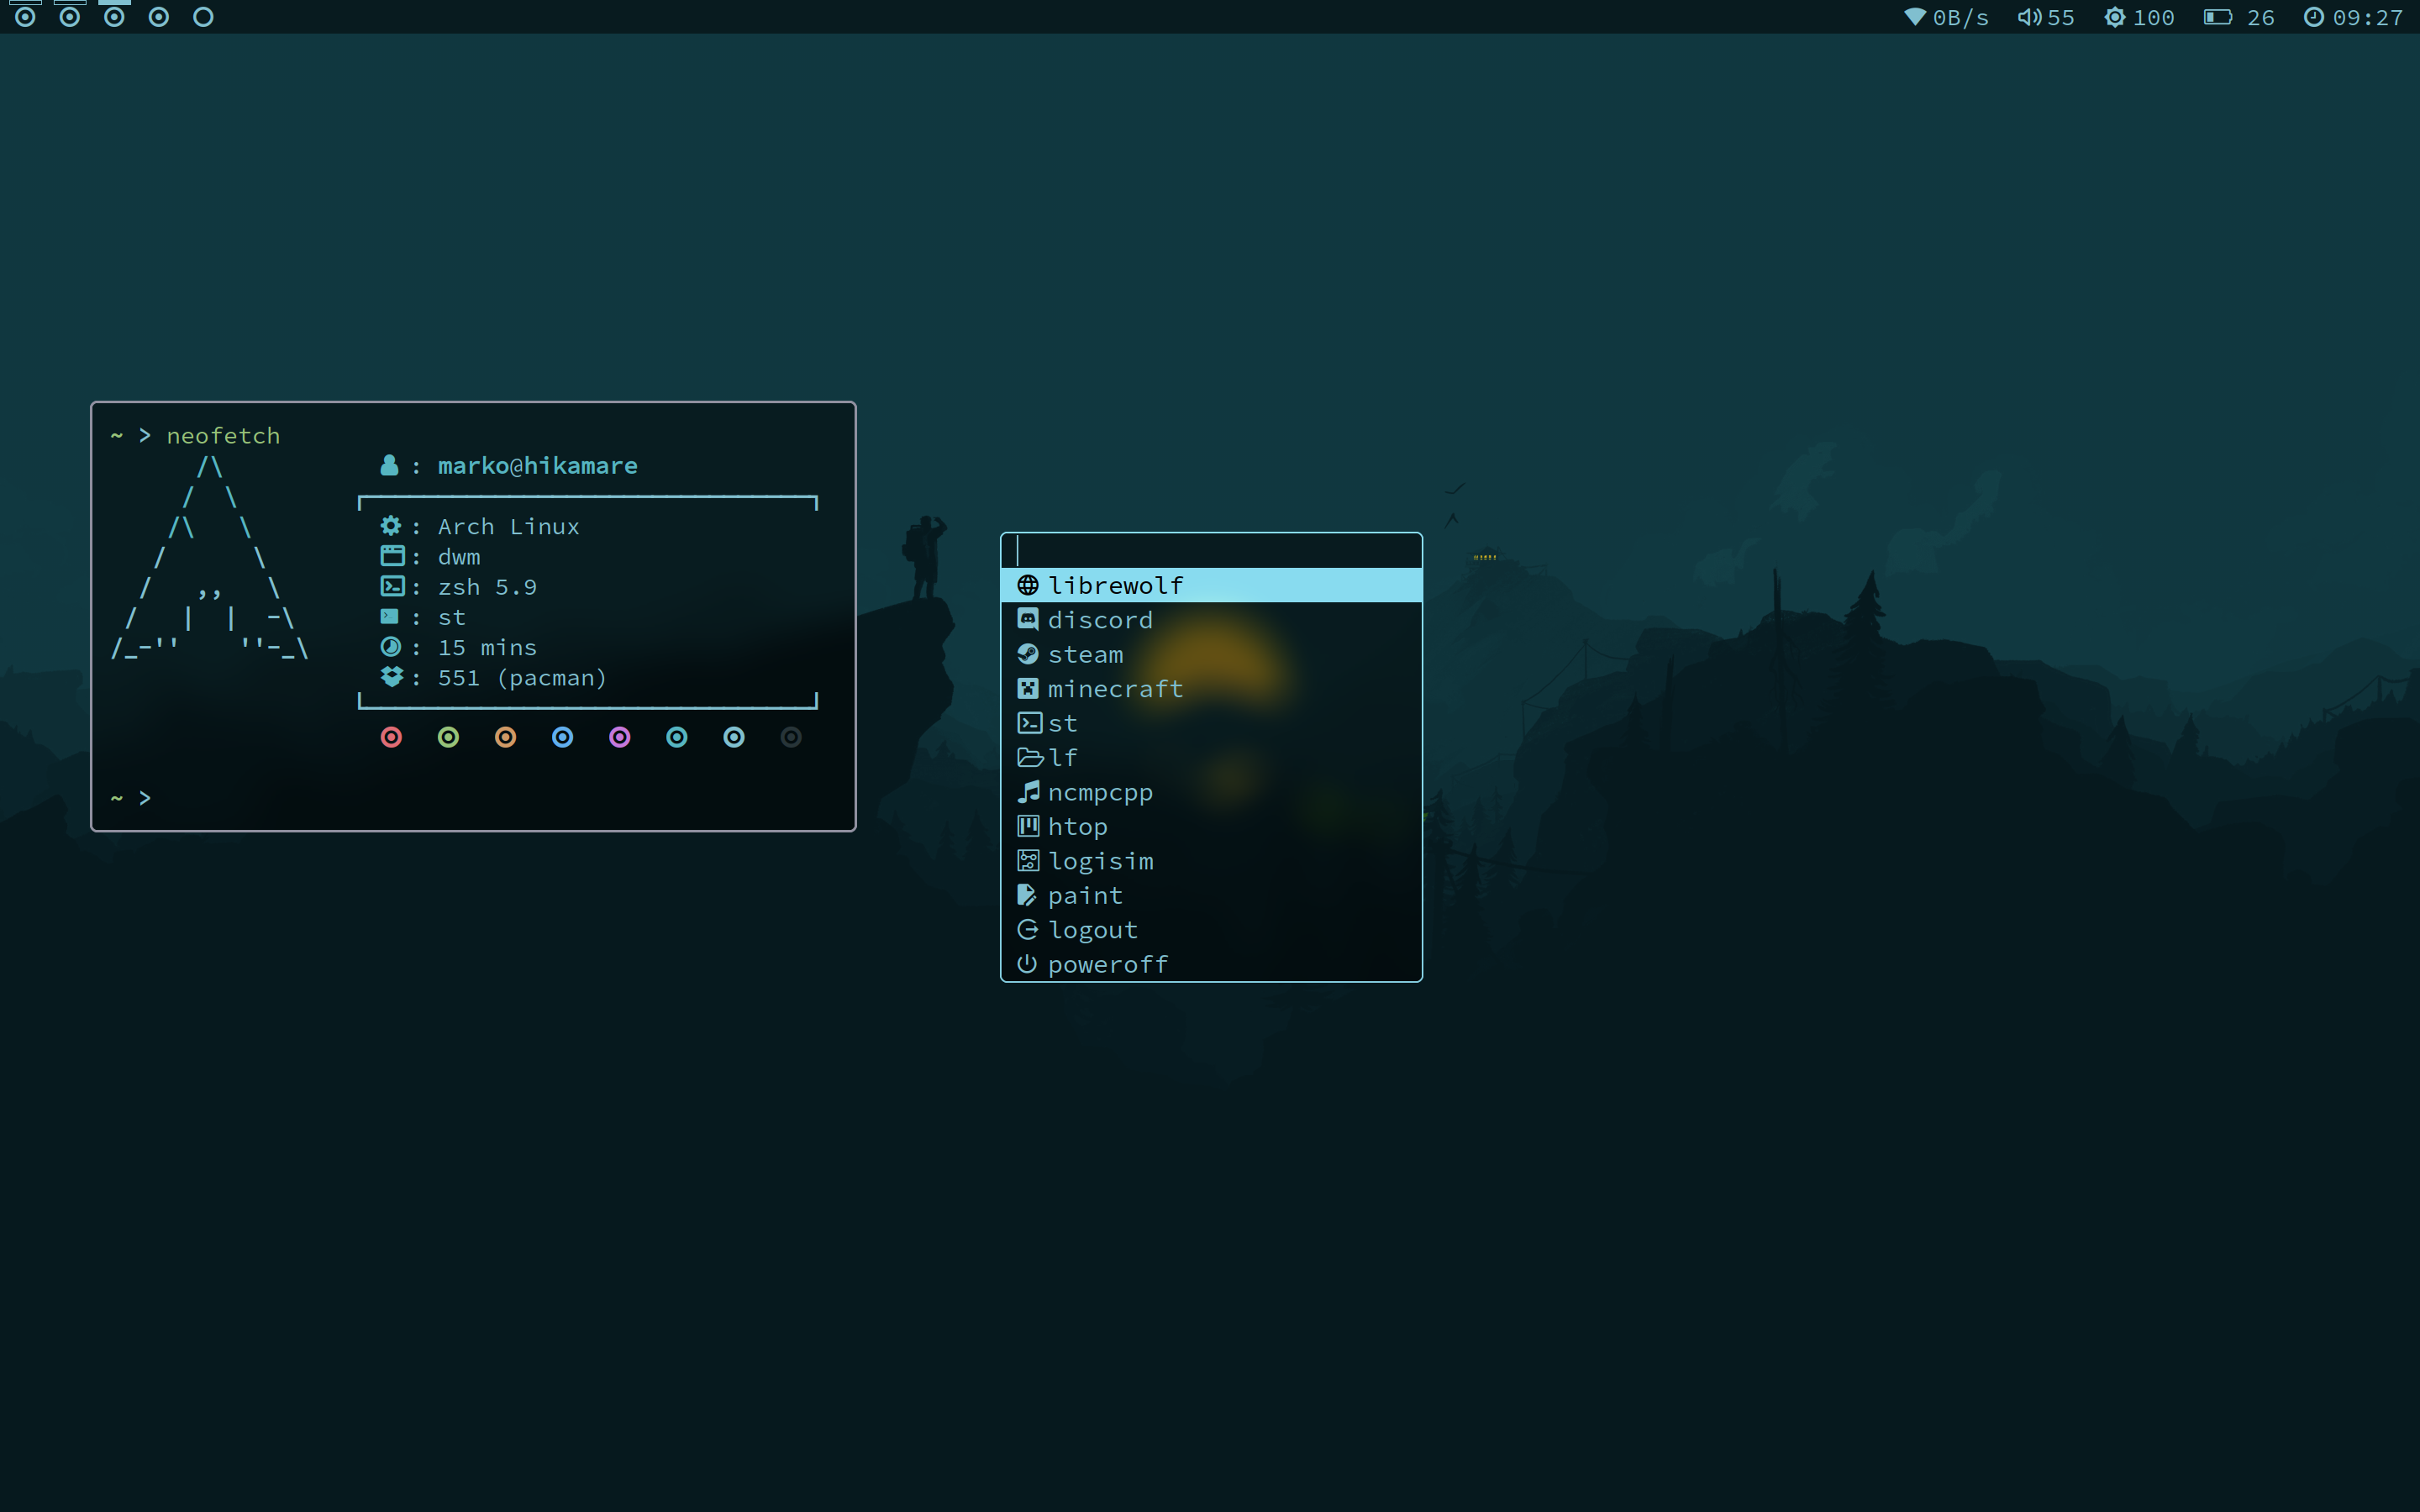 0B/s 55 100 26 09:27
~ > neofetch
/\
/  \
/\   \
/      \
/   ,,   \
/   |  |  -\
/_-''    ''-_\
: marko@hikamare
: Arch Linux
: dwm
: zsh 5.9
: st
: 15 mins
: 551 (pacman)
~ >
librewolf
discord
steam
minecraft
st
lf
ncmpcpp
htop
logisim
paint
logout
poweroff